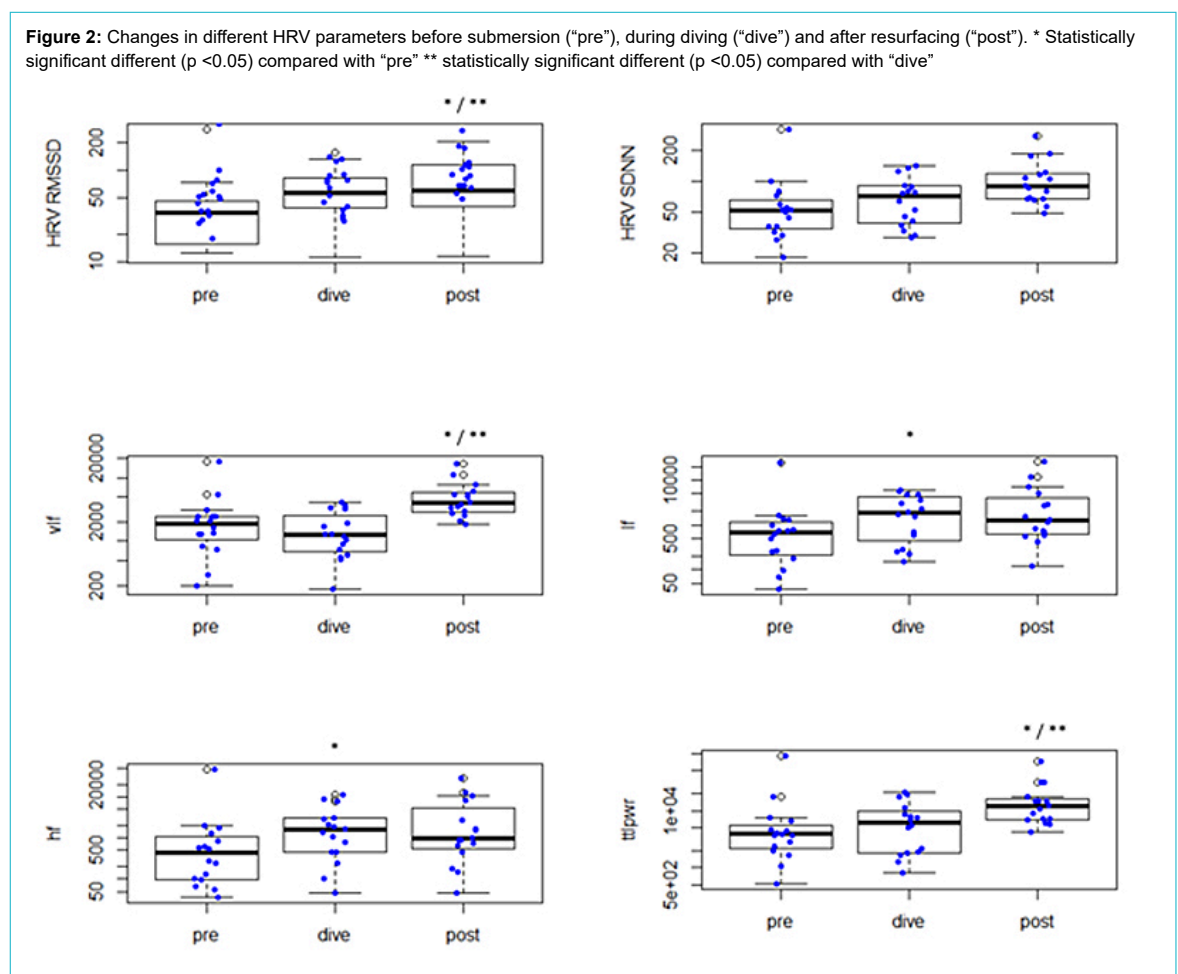 Figure 2: Changes in different HRV parameters before submersion (“pre”), during diving (“dive”) and after resurfacing (“post”). * Statistically
significant different (p <0.05) compared with “pre” ** statistically significant different (p <0.05) compared with “dive”
* / **
HRV RMSSD
200
50
10
pre dive post
HRV SDNN
200
50
20
pre dive post
* / **
vlf
20000
2000
200
pre dive post
*
lf
10000
500
50
pre dive post
*
hf
20000
500
50
pre dive post
* / **
ttlpwr
1e+04
5e+02
pre dive post